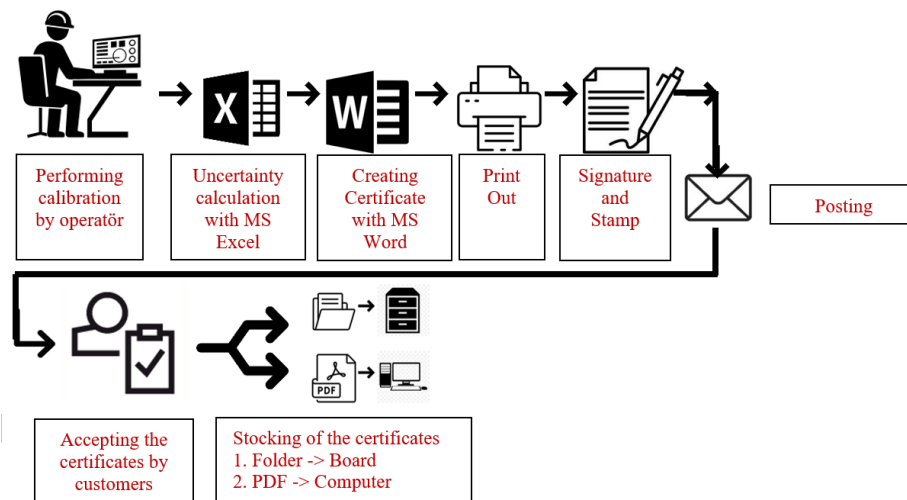 X
W
Performing
calibration
by operatör
Uncertainty
calculation
with MS
Excel
Creating
Certificate
with MS
Word
Print
Out
Signature
and
Stamp
Posting
PDF
Accepting the
certificates by
customers
Stocking of the certificates
1. Folder -> Board
2. PDF -> Computer